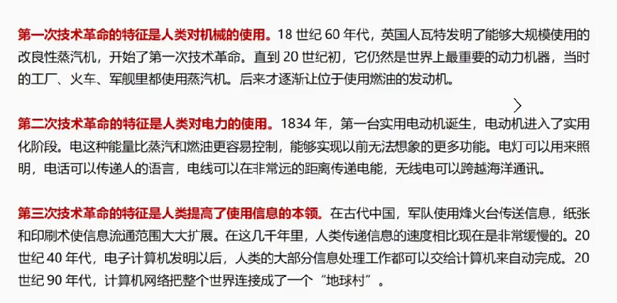 第一次技术革命的特征是人类对机械的使用。18 世纪 60 年代，英国人瓦特发明了能够大规模使用的
改良性蒸汽机，开始了第一次技术革命。直到 20 世纪初，它仍然是世界上最重要的动力机器，当时
的工厂、火车、军舰里都使用蒸汽机。后来才逐渐让位于使用燃油的发动机。
第二次技术革命的特征是人类对电力的使用。1834 年，第一台实用电动机诞生，电动机进入了实用
化阶段。电这种能量比蒸汽和燃油更容易控制，能够实现以前无法想象的更多功能。电灯可以用来照
明，电话可以传递人的语言，电线可以在非常远的距离传递电能，无线电可以跨越海洋通讯。
第三次技术革命的特征是人类提高了使用信息的本领。在古代中国，军队使用烽火台传送信息，纸张
和印刷术使信息流通范围大大扩展。在这几千年里，人类传递信息的速度相比现在是非常缓慢的。20
世纪 40 年代，电子计算机发明以后，人类的大部分信息处理工作都可以交给计算机来自动完成。20
世纪 90 年代，计算机网络把整个世界连接成了一个“地球村”。